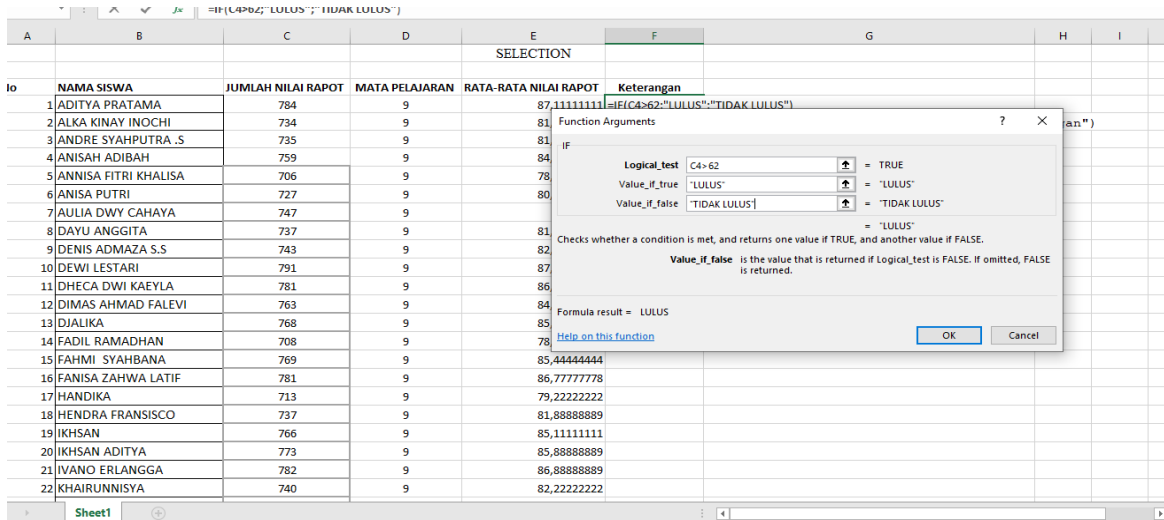 fx =IF(C4>62;"LULUS";"TIDAK LULUS")
A B C D E F G H I
SELECTION
No NAMA SISWA JUMLAH NILAI RAPOT MATA PELAJARAN RATA-RATA NILAI RAPOT Keterangan
1 ADITYA PRATAMA 784 9 87,11111111 =IF(C4>62;"LULUS";"TIDAK LULUS")
2 ALKA KINAY INOCHI 734 9 81
3 ANDRE SYAHPUTRA .S 735 9 81
4 ANISAH ADIBAH 759 9 84
5 ANNISA FITRI KHALISA 706 9 78
6 ANISA PUTRI 727 9 80
7 AULIA DWY CAHAYA 747 9
8 DAYU ANGGITA 737 9 81
9 DENIS ADMAZA S.S 743 9 82
10 DEWI LESTARI 791 9 87
11 DHECA DWI KAEYLA 781 9 86
12 DIMAS AHMAD FALEVI 763 9 84
13 DJALIKA 768 9 85
14 FADIL RAMADHAN 708 9 78
15 FAHMI SYAHBANA 769 9 85,44444444
16 FANISA ZAHWA LATIF 781 9 86,77777778
17 HANDIKA 713 9 79,22222222
18 HENDRA FRANSISCO 737 9 81,88888889
19 IKHSAN 766 9 85,11111111
20 IKHSAN ADITYA 773 9 85,88888889
21 IVANO ERLANGGA 782 9 86,88888889
22 KHAIRUNNISYA 740 9 82,22222222
Function Arguments ? ×
IF
Logical_test C4>62 = TRUE
Value_if_true "LULUS" = "LULUS"
Value_if_false "TIDAK LULUS" = "TIDAK LULUS"
= "LULUS"
Checks whether a condition is met, and returns one value if TRUE, and another value if FALSE.
Value_if_false is the value that is returned if Logical_test is FALSE. If omitted, FALSE
is returned.
Formula result = LULUS
Help on this function OK Cancel
Sheet1